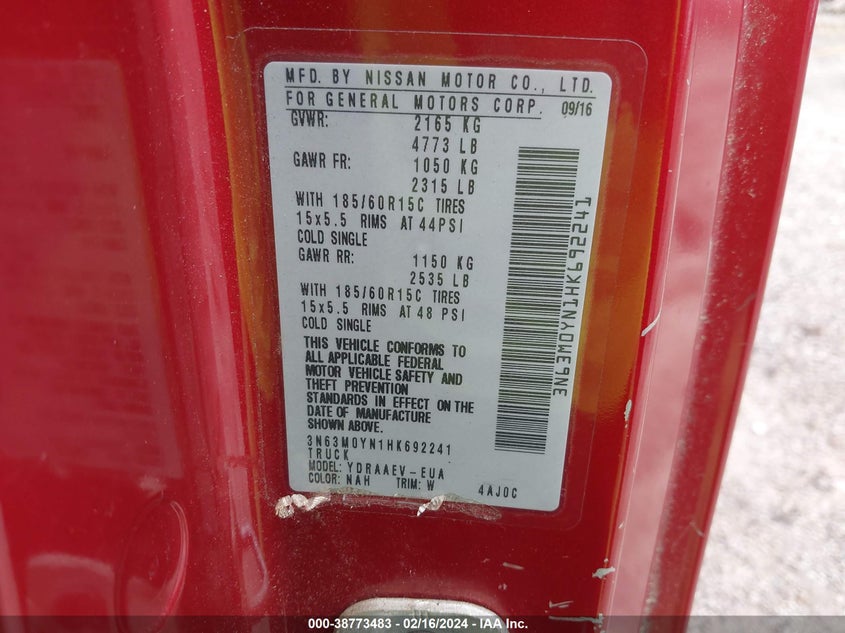 MFD. BY NISSAN MOTOR CO., LTD.
FOR GENERAL MOTORS CORP. 09/16
GVWR: 2165 KG
4773 LB
GAWR FR: 1050 KG
2315 LB
WITH 185/60R15C TIRES
15x5.5 RIMS AT 44PSI
COLD SINGLE
GAWR RR: 1150 KG
2535 LB
WITH 185/60R15C TIRES
15x5.5 RIMS AT 48 PSI
COLD SINGLE
THIS VEHICLE CONFORMS TO
ALL APPLICABLE FEDERAL
MOTOR VEHICLE SAFETY AND
THEFT PREVENTION
STANDARDS IN EFFECT ON THE
DATE OF MANUFACTURE
SHOWN ABOVE.
3N63M0YN1HK692241
TRUCK
MODEL: YDRAAEV-EUA
COLOR: NAH TRIM: W 4AJ0C
3N63M0YN1HK692241
000-38773483 - 02/16/2024 - IAAI.com